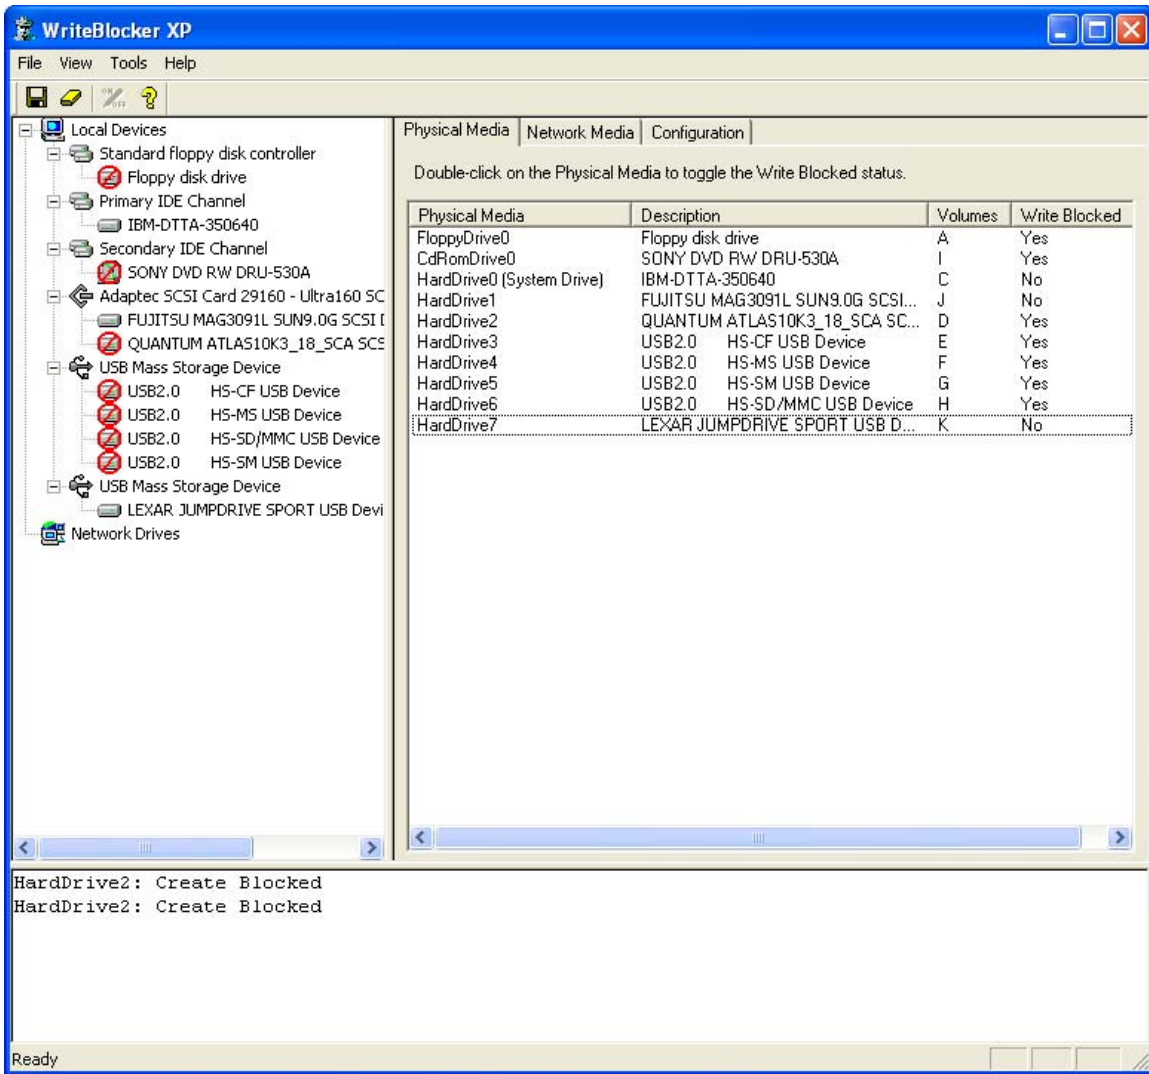 WriteBlocker XP
File View Tools Help
Local Devices
Standard floppy disk controller
Floppy disk drive
Primary IDE Channel
IBM-DTTA-350640
Secondary IDE Channel
SONY DVD RW DRU-530A
Adaptec SCSI Card 29160 - Ultra160 SC
FUJITSU MAG3091L SUN9.0G SCSI D
QUANTUM ATLAS10K3_18_SCA SCS
USB Mass Storage Device
USB2.0 HS-CF USB Device
USB2.0 HS-MS USB Device
USB2.0 HS-SD/MMC USB Device
USB2.0 HS-SM USB Device
USB Mass Storage Device
LEXAR JUMPDRIVE SPORT USB Devi
Network Drives
Physical Media Network Media Configuration
Double-click on the Physical Media to toggle the Write Blocked status.
Physical Media Description Volumes Write Blocked
FloppyDrive0 Floppy disk drive A Yes
CdRomDrive0 SONY DVD RW DRU-530A I Yes
HardDrive0 (System Drive) IBM-DTTA-350640 C No
HardDrive1 FUJITSU MAG3091L SUN9.0G SCSI... J No
HardDrive2 QUANTUM ATLAS10K3_18_SCA SC... D Yes
HardDrive3 USB2.0 HS-CF USB Device E Yes
HardDrive4 USB2.0 HS-MS USB Device F Yes
HardDrive5 USB2.0 HS-SM USB Device G Yes
HardDrive6 USB2.0 HS-SD/MMC USB Device H Yes
HardDrive7 LEXAR JUMPDRIVE SPORT USB D... K No
HardDrive2: Create Blocked
HardDrive2: Create Blocked
Ready